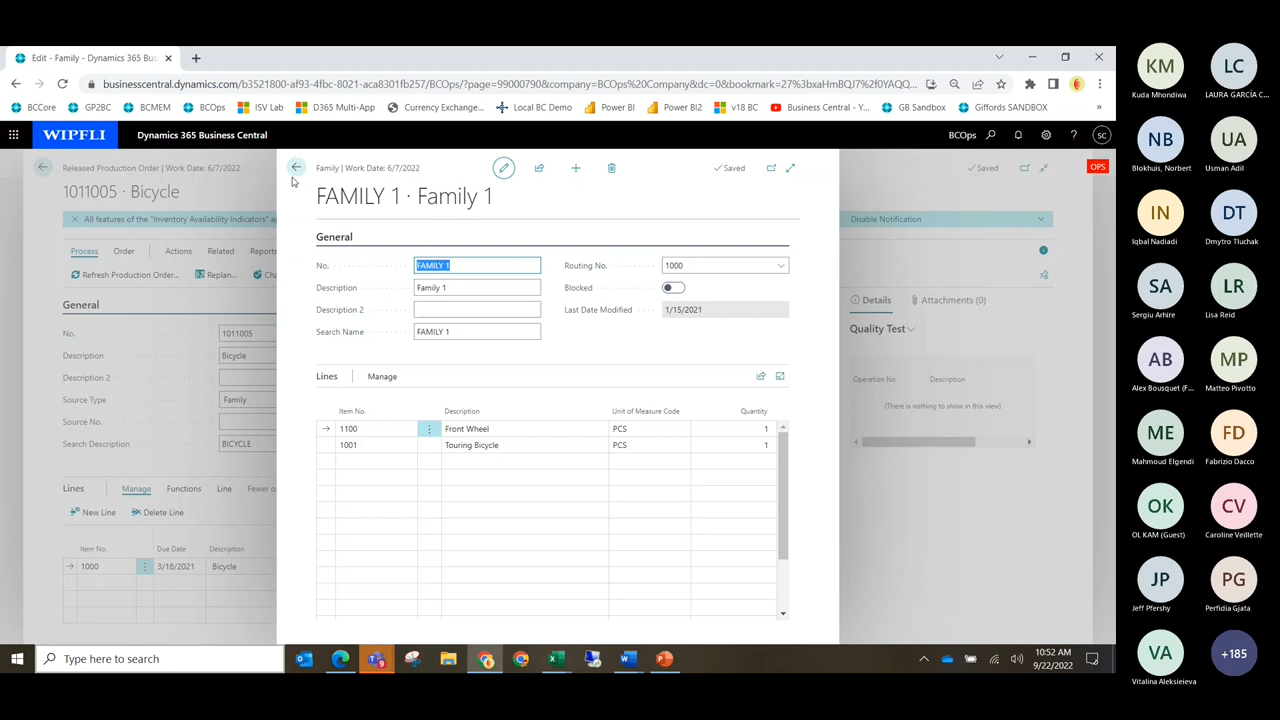 Edit - Family - Dynamics 365 Bus
businesscentral.dynamics.com/b3521800-af93-4fbc-8021-aca8301fb257/BCOps/?page=99000790&company=BCOps%20Company&dc=0&bookmark=27%3bxaHmBQJ7%2f0YAQQ...
BCCore
GP2BC
BCMEM
BCOps
ISV Lab
D365 Multi-App
Currency Exchange...
Local BC Demo
Power BI
Power BI2
v18 BC
Business Central - Y...
GB Sandbox
Giffords SANDBOX
»
WIPFLI
Dynamics 365 Business Central
BCOps
?
SC
Released Production Order | Work Date: 6/7/2022
Saved
OPS
1011005 · Bicycle
All features of the "Inventory Availability Indicators" a
Disable Notification
Process
Order
Actions
Related
Reports
Refresh Production Order...
Replan...
Cha
General
No.
1011005
Description
Bicycle
Description 2
Source Type
Family
Source No.
Search Description
BICYCLE
Lines
Manage
Functions
Line
Fewer o
New Line
Delete Line
Item No.
Due Date
Description
1000
3/18/2021
Bicycle
Family | Work Date: 6/7/2022
Saved
FAMILY 1 · Family 1
General
No.
FAMILY 1
Routing No.
1000
Description
Family 1
Blocked
Description 2
Last Date Modified
1/15/2021
Search Name
FAMILY 1
Lines
Manage
Item No.
Description
Unit of Measure Code
Quantity
1100
Front Wheel
PCS
1
1001
Touring Bicycle
PCS
1
Details
Attachments (0)
Quality Test
Operation No
Description
(There is nothing to show in this view)
Type here to search
9
10:52 AM
9/22/2022
KM
Kuda Mhondiwa
LC
LAURA GARCÍA C...
NB
Blokhuis, Norbert
UA
Usman Adil
IN
Iqbal Nadiadi
DT
Dmytro Tluchak
SA
Sergiu Arhire
LR
Lisa Reid
AB
Alex Bousquet (F...
MP
Matteo Pivotto
ME
Mahmoud Elgendi
FD
Fabrizio Dacco
OK
OL KAM (Guest)
CV
Caroline Veillette
JP
Jeff Pfershy
PG
Perfidia Gjata
VA
Vitalina Aleksieieva
+185